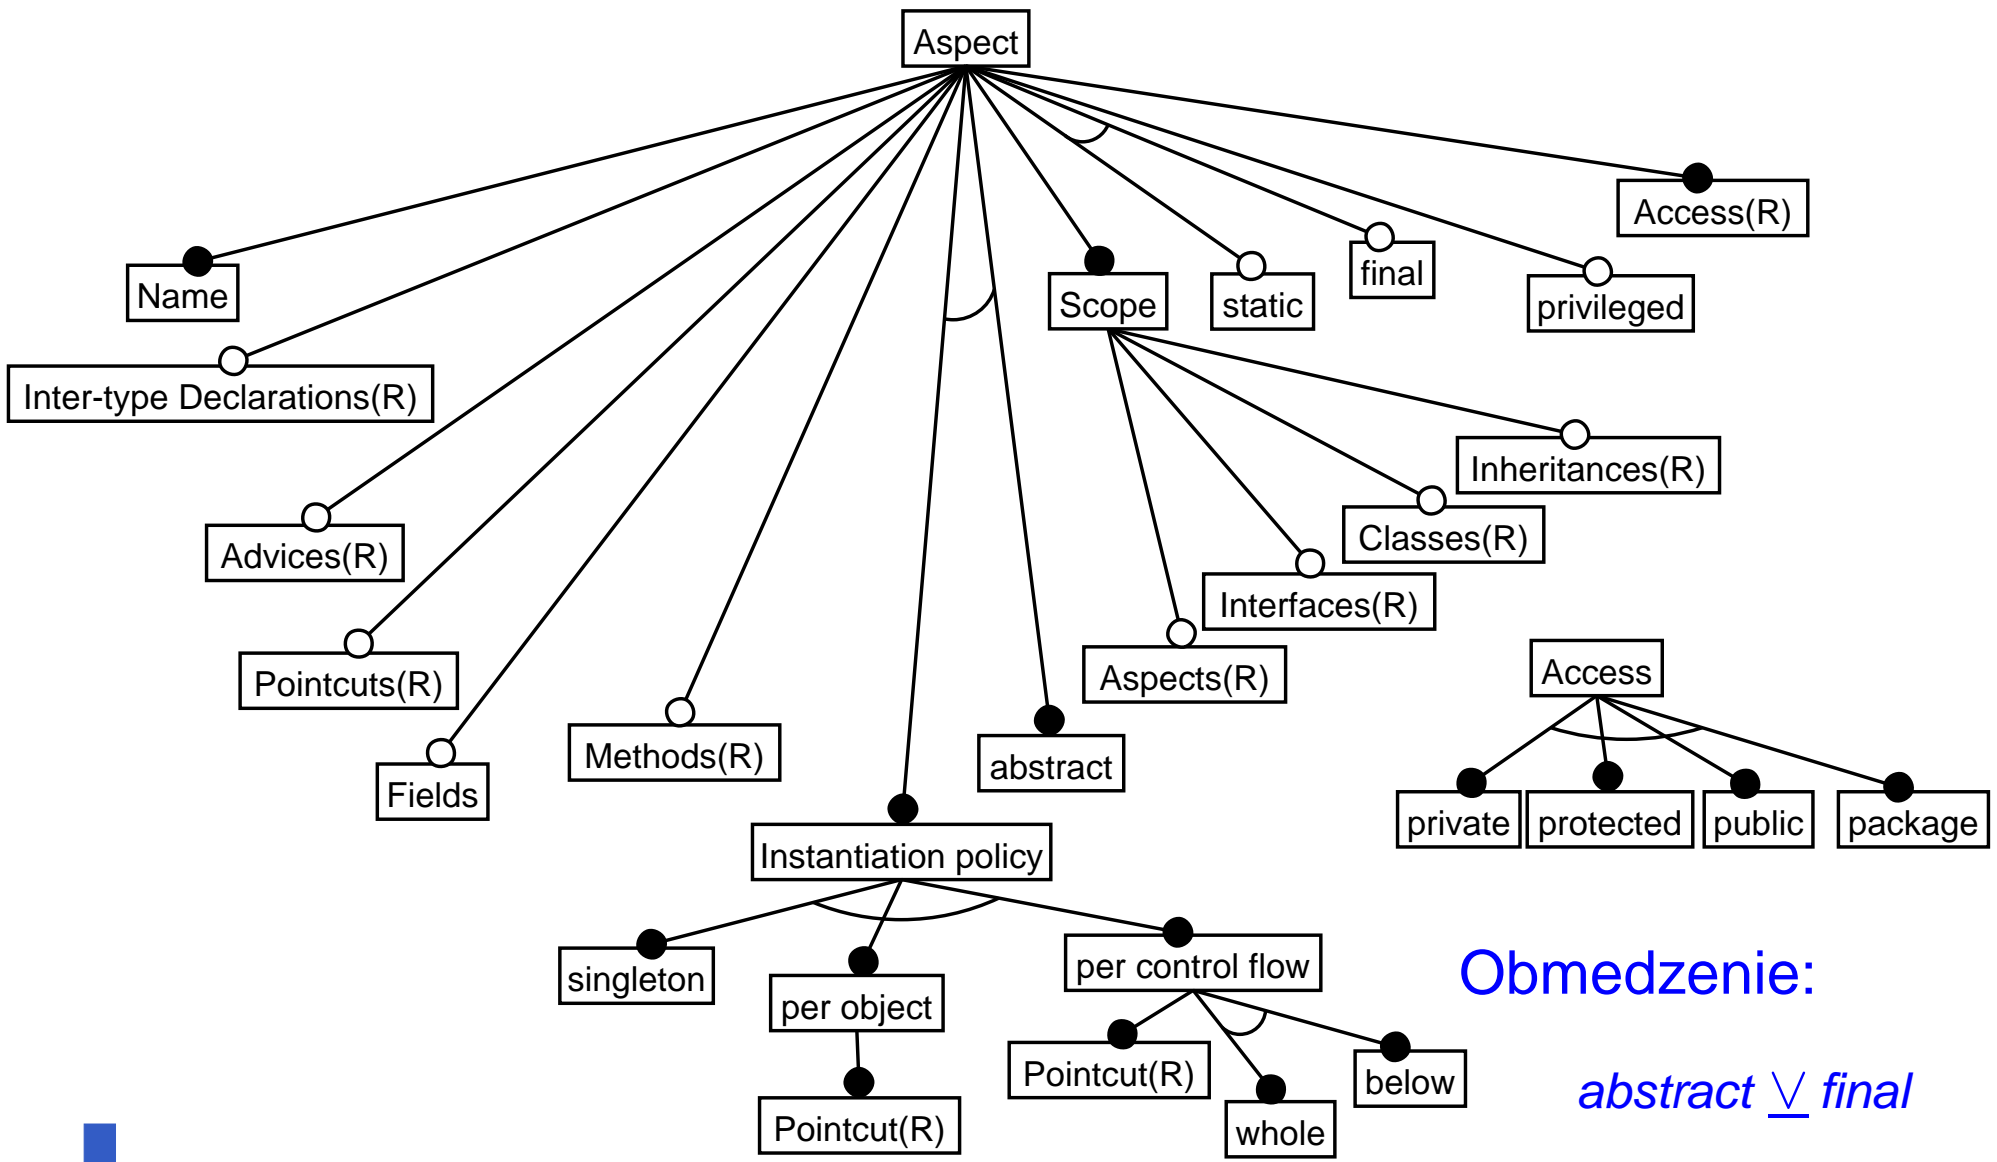 Aspect
Access(R)
Name
Scope
static
final
privileged
Inter-type Declarations(R)
Inheritances(R)
Classes(R)
Advices(R)
Interfaces(R)
Pointcuts(R)
Aspects(R)
Access
Fields
Methods(R)
abstract
private
protected
public
package
Instantiation policy
singleton
per object
per control flow
Obmedzenie:
Pointcut(R)
Pointcut(R)
whole
below
abstract ⊻ final